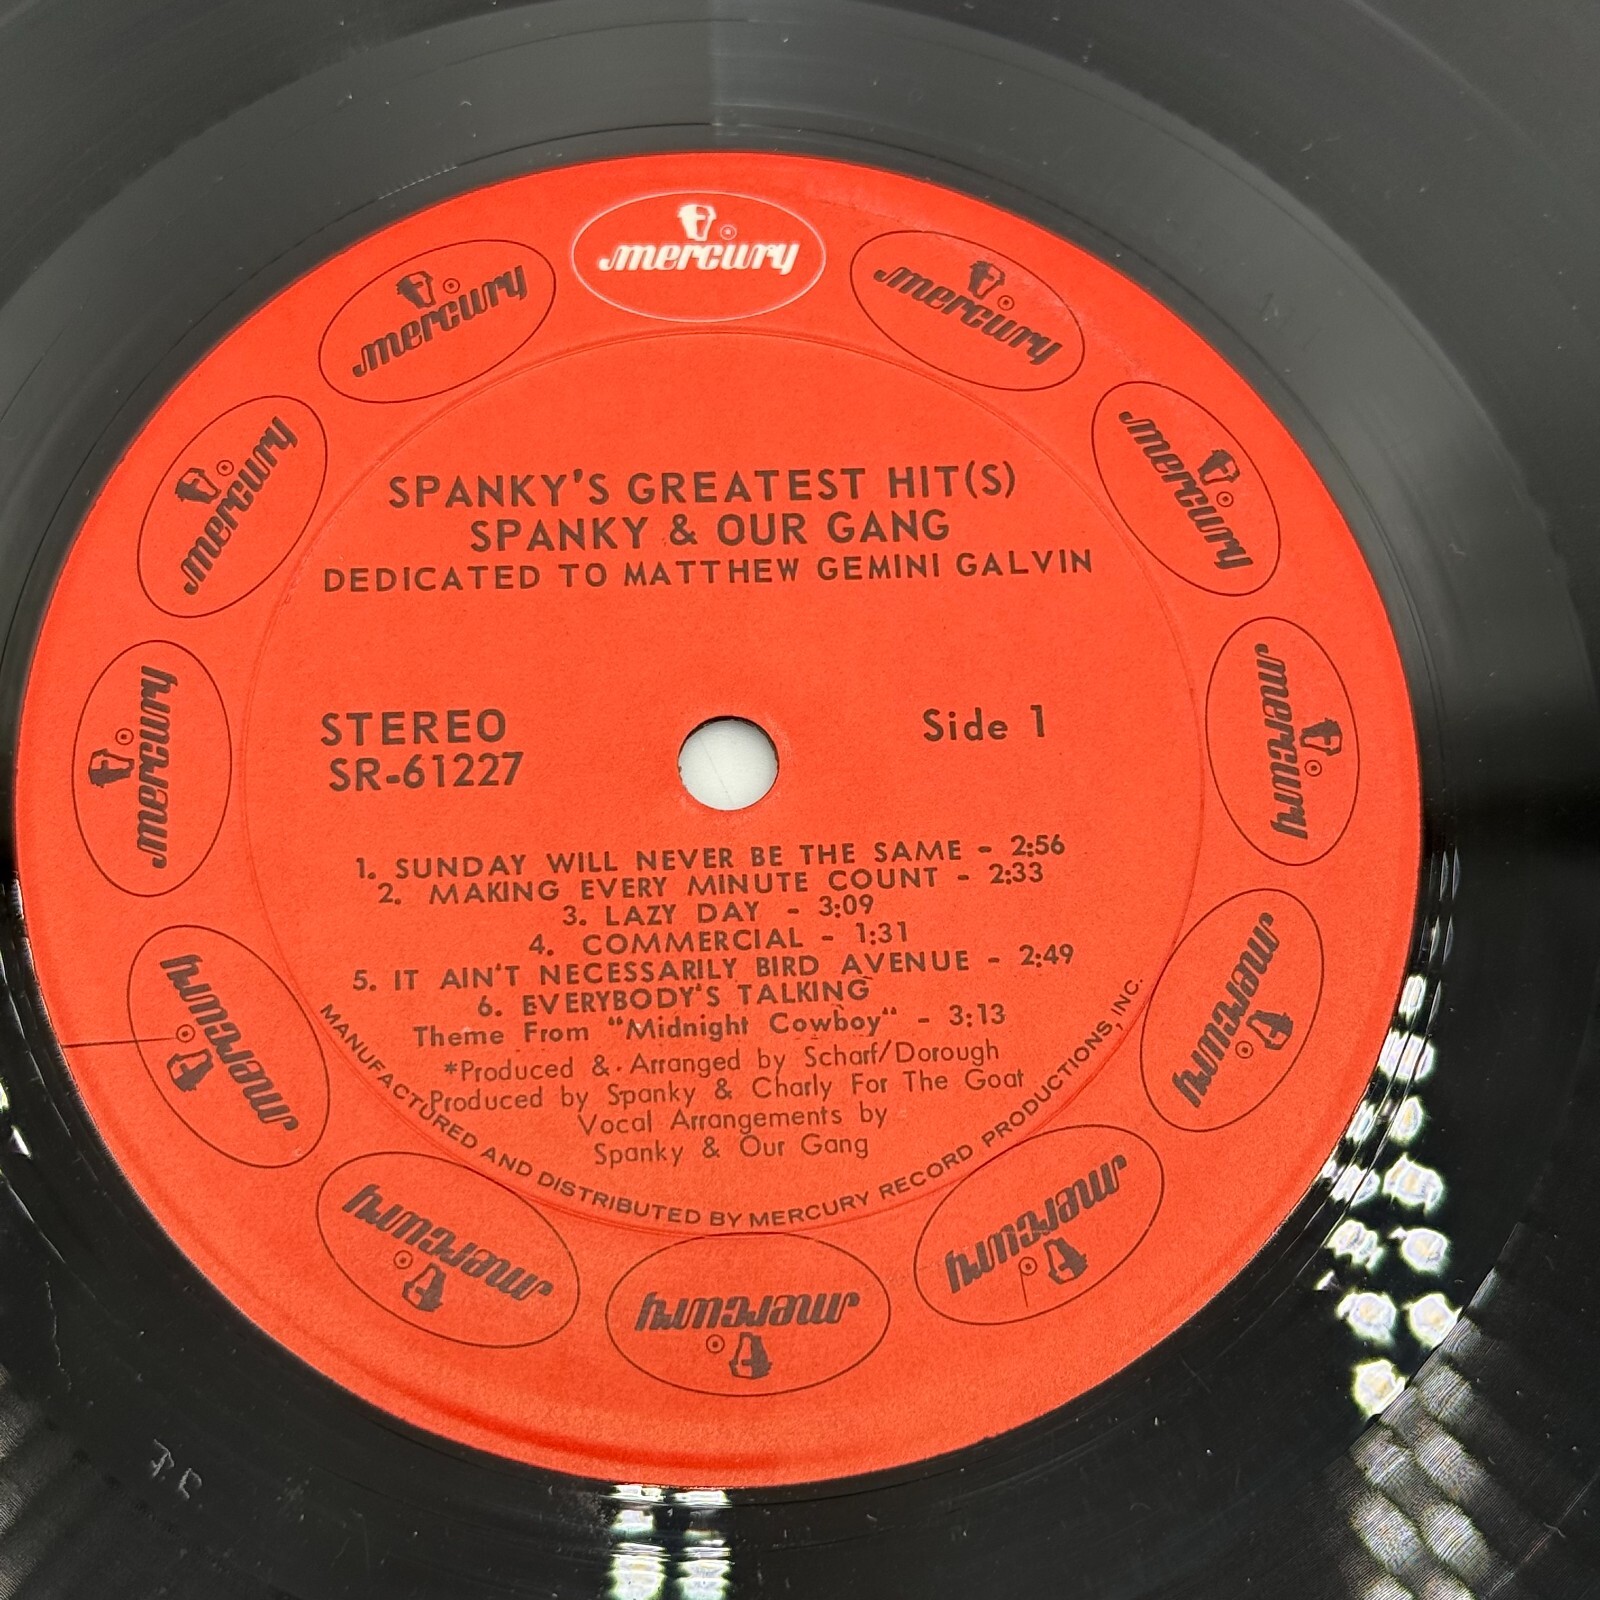 mercury
mercury
mercury
mercury
mercury
mercury
mercury
mercury
mercury
mercury
mercury
mercury
SPANKY'S GREATEST HIT(S)
SPANKY & OUR GANG
DEDICATED TO MATTHEW GEMINI GALVIN
STEREO
SR-61227
Side 1
1. SUNDAY WILL NEVER BE THE SAME - 2:56
2. MAKING EVERY MINUTE COUNT - 2:33
3. LAZY DAY - 3:09
4. COMMERCIAL - 1:31
5. IT AIN'T NECESSARILY BIRD AVENUE - 2:49
6. EVERYBODY'S TALKING
Theme From "Midnight Cowboy" - 3:13
*Produced & Arranged by Scharf/Dorough
Produced by Spanky & Charly For The Goat
Vocal Arrangements by
Spanky & Our Gang
MANUFACTURED AND DISTRIBUTED BY MERCURY RECORD PRODUCTIONS, INC.